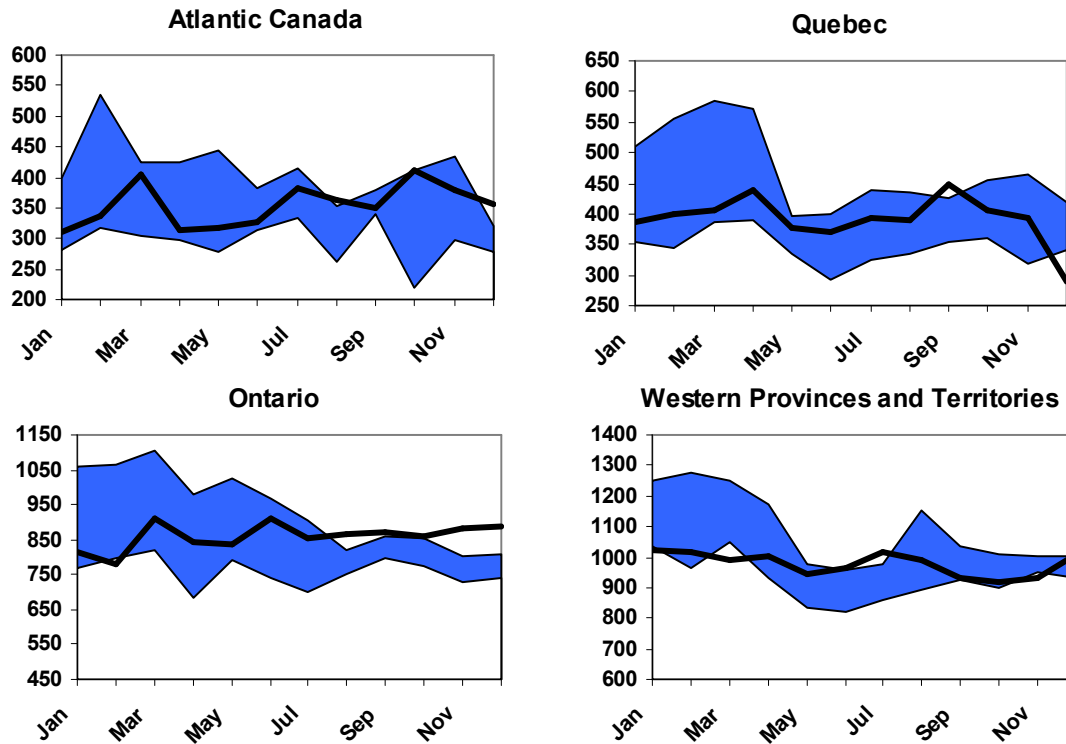 Atlantic Canada
600
550
500
450
400
350
300
250
200
Jan
Mar
May
Jul
Sep
Nov
Quebec
650
600
550
500
450
400
350
300
250
Jan
Mar
May
Jul
Sep
Nov
Ontario
1150
1050
950
850
750
650
550
450
Jan
Mar
May
Jul
Sep
Nov
Western Provinces and Territories
1400
1300
1200
1100
1000
900
800
700
600
Jan
Mar
May
Jul
Sep
Nov